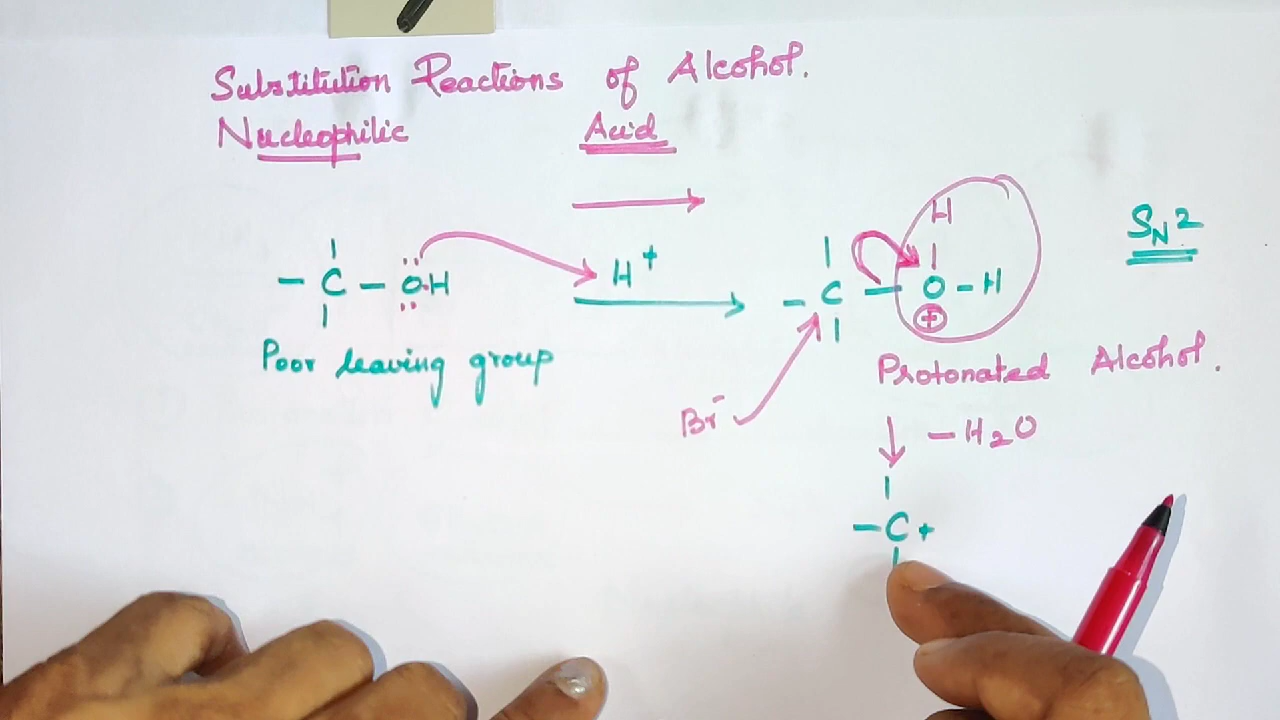 Substitution Reactions of Alcohol.
Nucleophilic Acid
H
SN2
— C — OH H+ — C — O — H
+
Poor leaving group
Protonated Alcohol.
Br-
— H2O
— C +